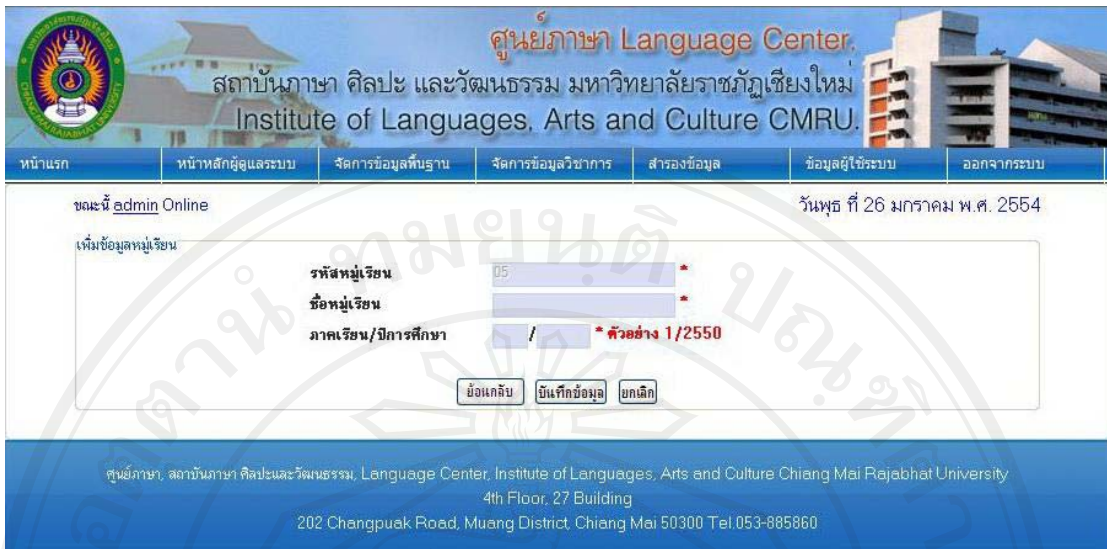 ศูนย์ภาษา Language Center.
สถาบันภาษา ศิลปะ และวัฒนธรรม มหาวิทยาลัยราชภัฏเชียงใหม่
Institute of Languages, Arts and Culture CMRU.
CHIANG MAI RAJABHAT UNIVERSITY
หน้าแรก หน้าหลักผู้ดูแลระบบ จัดการข้อมูลพื้นฐาน จัดการข้อมูลวิชาการ สำรองข้อมูล ข้อมูลผู้ใช้ระบบ ออกจากระบบ
ขณะนี้ admin Online วันพุธ ที่ 26 มกราคม พ.ศ. 2554
เพิ่มข้อมูลหมู่เรียน
รหัสหมู่เรียน 05 *
ชื่อหมู่เรียน *
ภาคเรียน/ปีการศึกษา / * ตัวอย่าง 1/2550
ย้อนกลับ บันทึกข้อมูล ยกเลิก
ศูนย์ภาษา, สถาบันภาษา ศิลปะและวัฒนธรรม, Language Center, Institute of Languages, Arts and Culture Chiang Mai Rajabhat University
4th Floor, 27 Building
202 Changpuak Road, Muang District, Chiang Mai 50300 Tel.053-885860